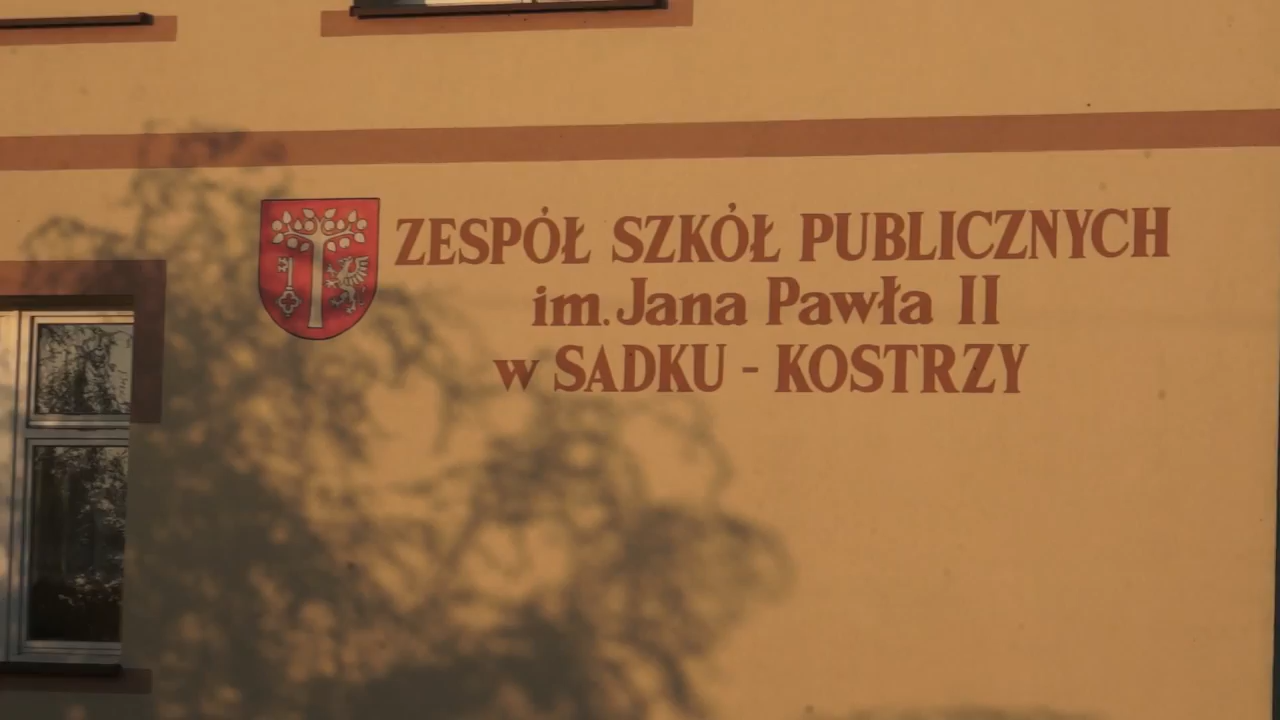 ZESPÓŁ SZKÓŁ PUBLICZNYCH
im. Jana Pawła II
w SADKU - KOSTRZY